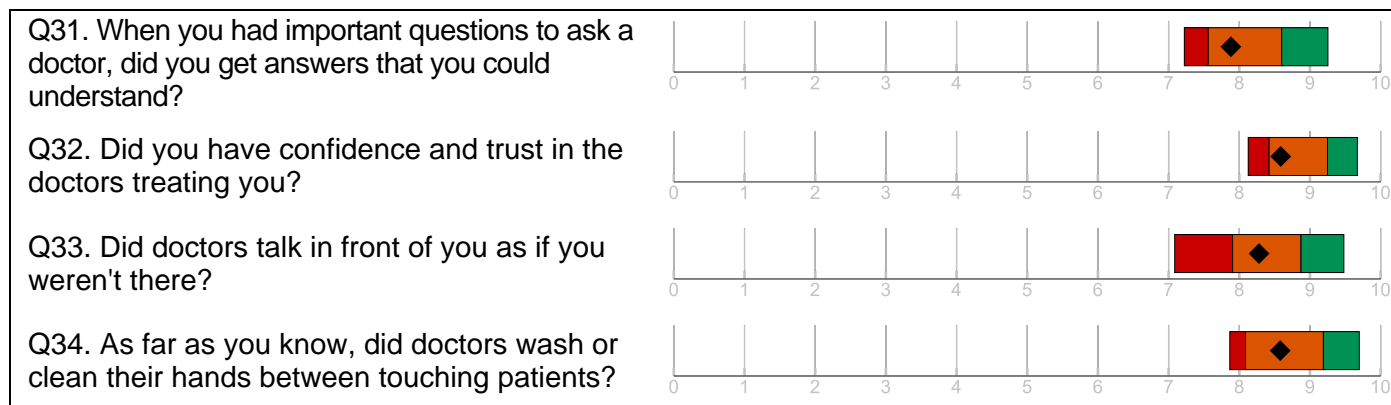 Q31. When you had important questions to ask a
doctor, did you get answers that you could
understand?
0 1 2 3 4 5 6 7 8 9 10
Q32. Did you have confidence and trust in the
doctors treating you?
0 1 2 3 4 5 6 7 8 9 10
Q33. Did doctors talk in front of you as if you
weren't there?
0 1 2 3 4 5 6 7 8 9 10
Q34. As far as you know, did doctors wash or
clean their hands between touching patients?
0 1 2 3 4 5 6 7 8 9 10